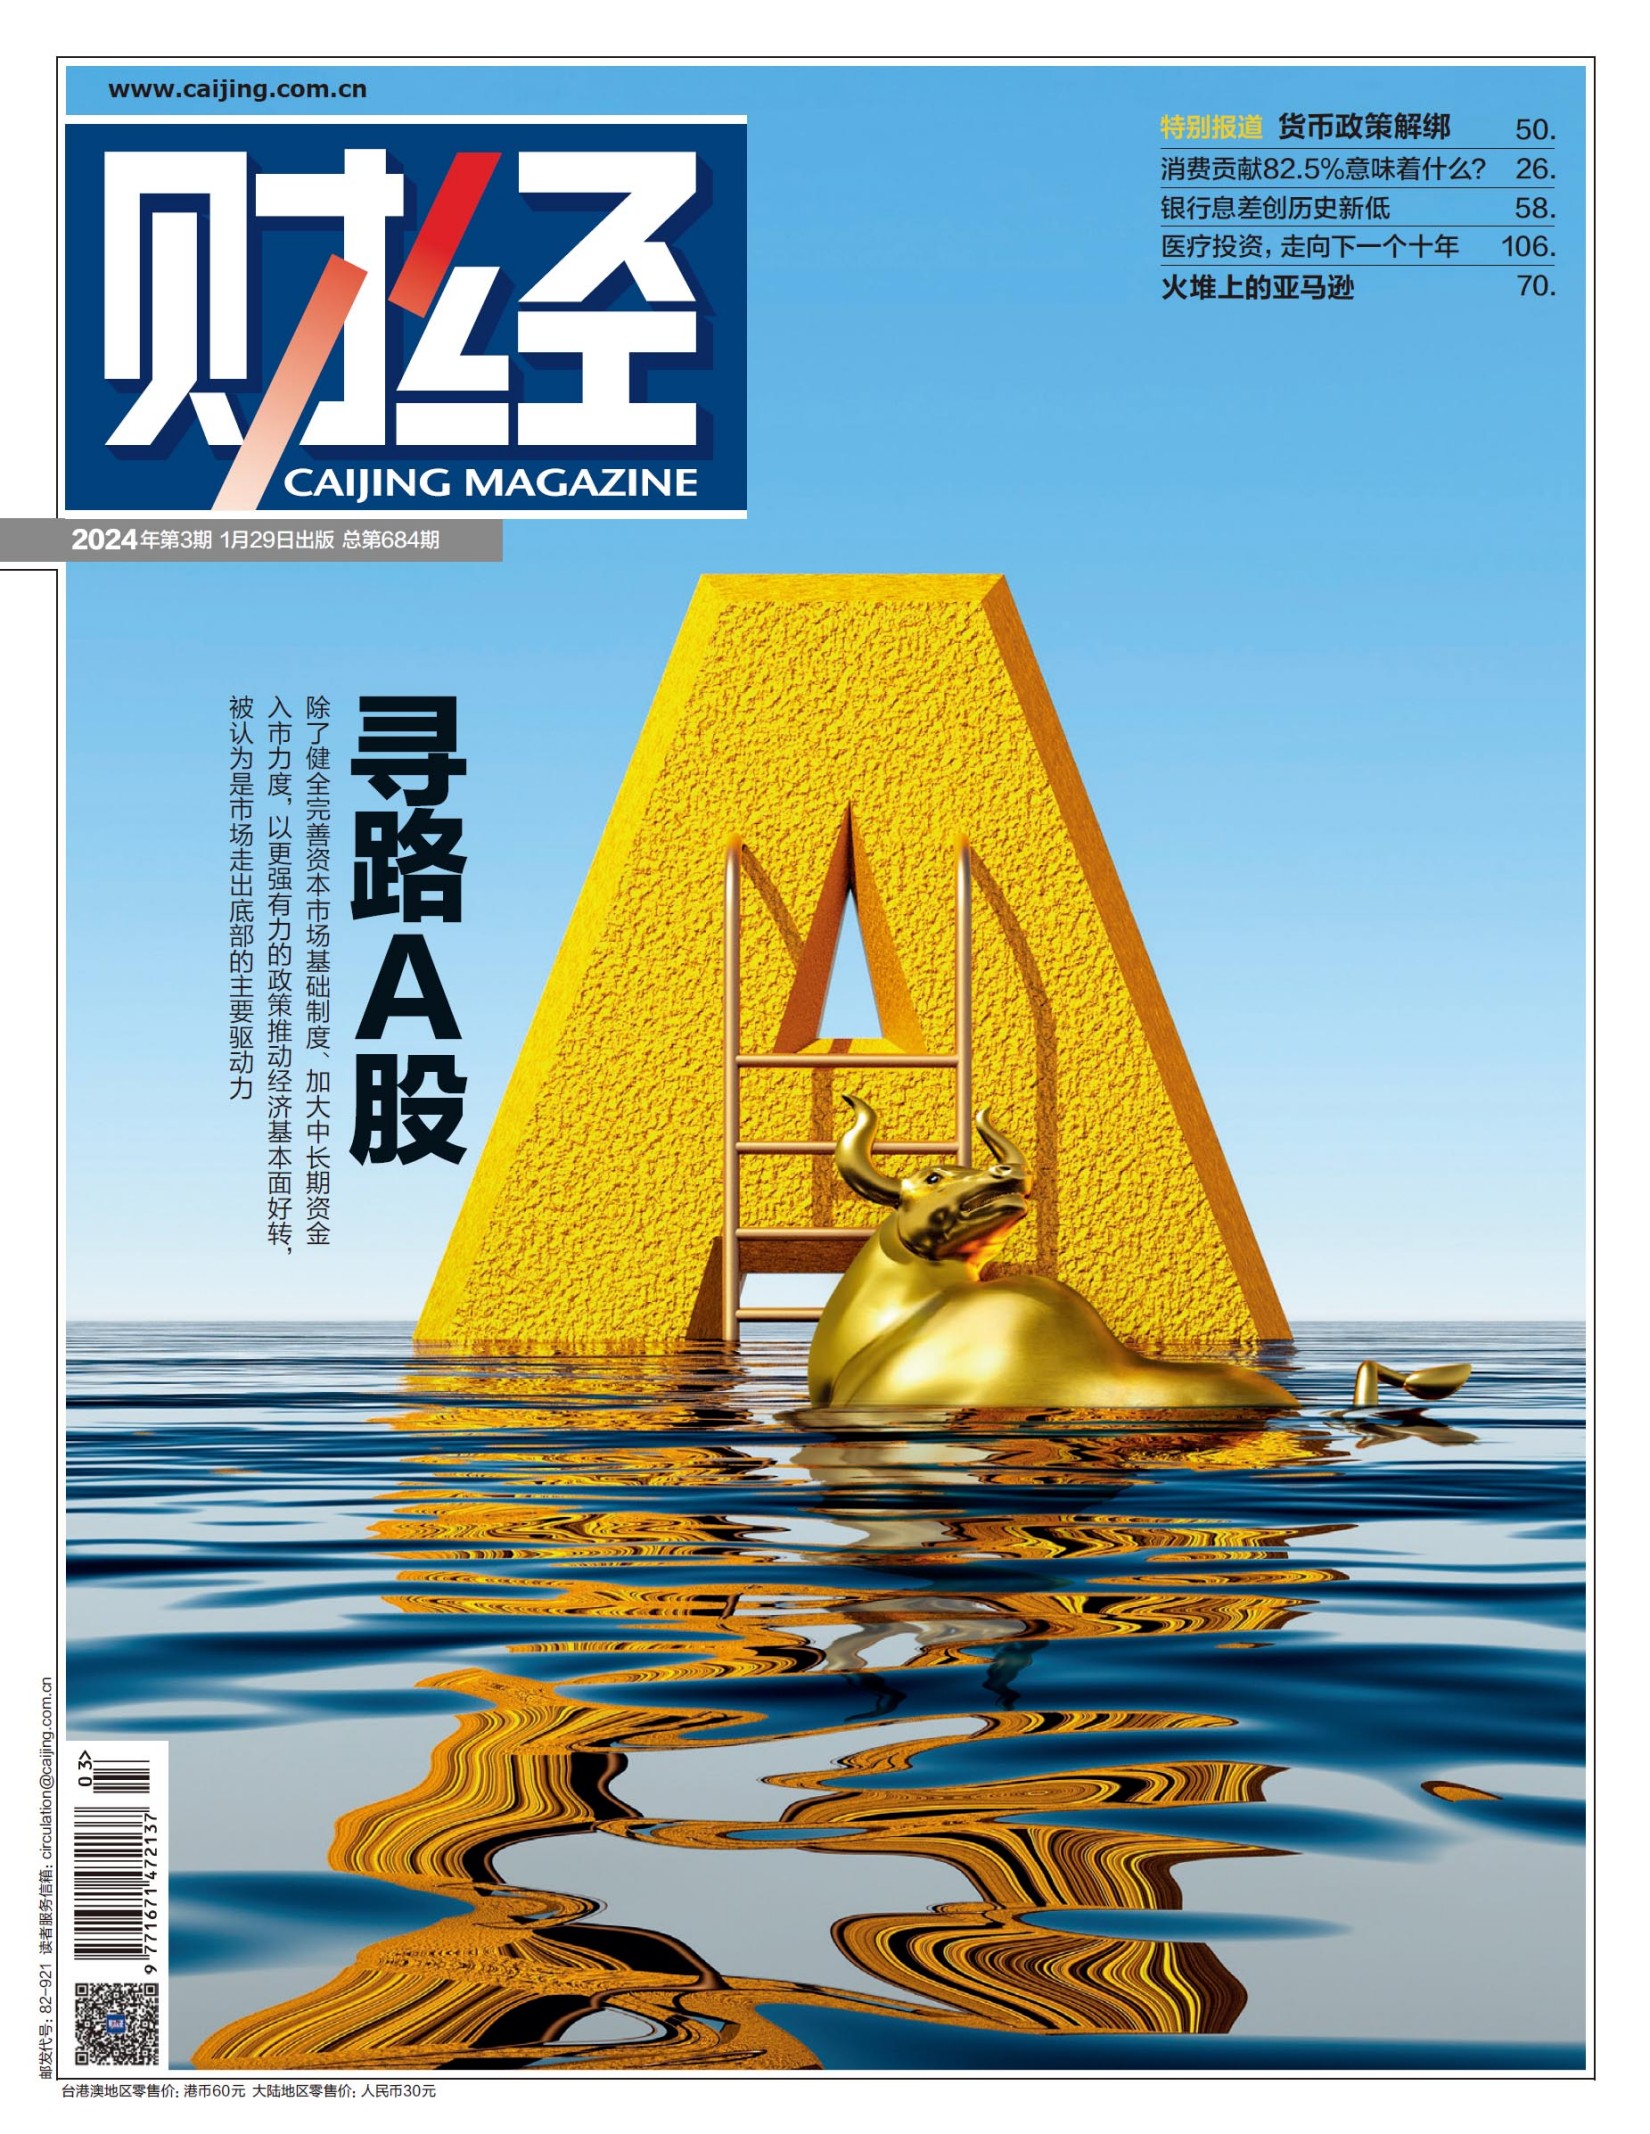 www.caijing.com.cn
财经
CAIJING MAGAZINE
2024年第3期 1月29日出版 总第684期
特别报道 货币政策解绑 50.
消费贡献82.5%意味着什么? 26.
银行息差创历史新低 58.
医疗投资,走向下一个十年 106.
火堆上的亚马逊 70.
寻路A股
除了健全完善资本市场基础制度、加大中长期资金
入市力度,以更强有力的政策推动经济基本面好转,
被认为是市场走出底部的主要驱动力
03>
9 771671 472137
邮发代号:82-921 读者服务信箱:circulation@caijing.com.cn
台港澳地区零售价:港币60元 大陆地区零售价:人民币30元